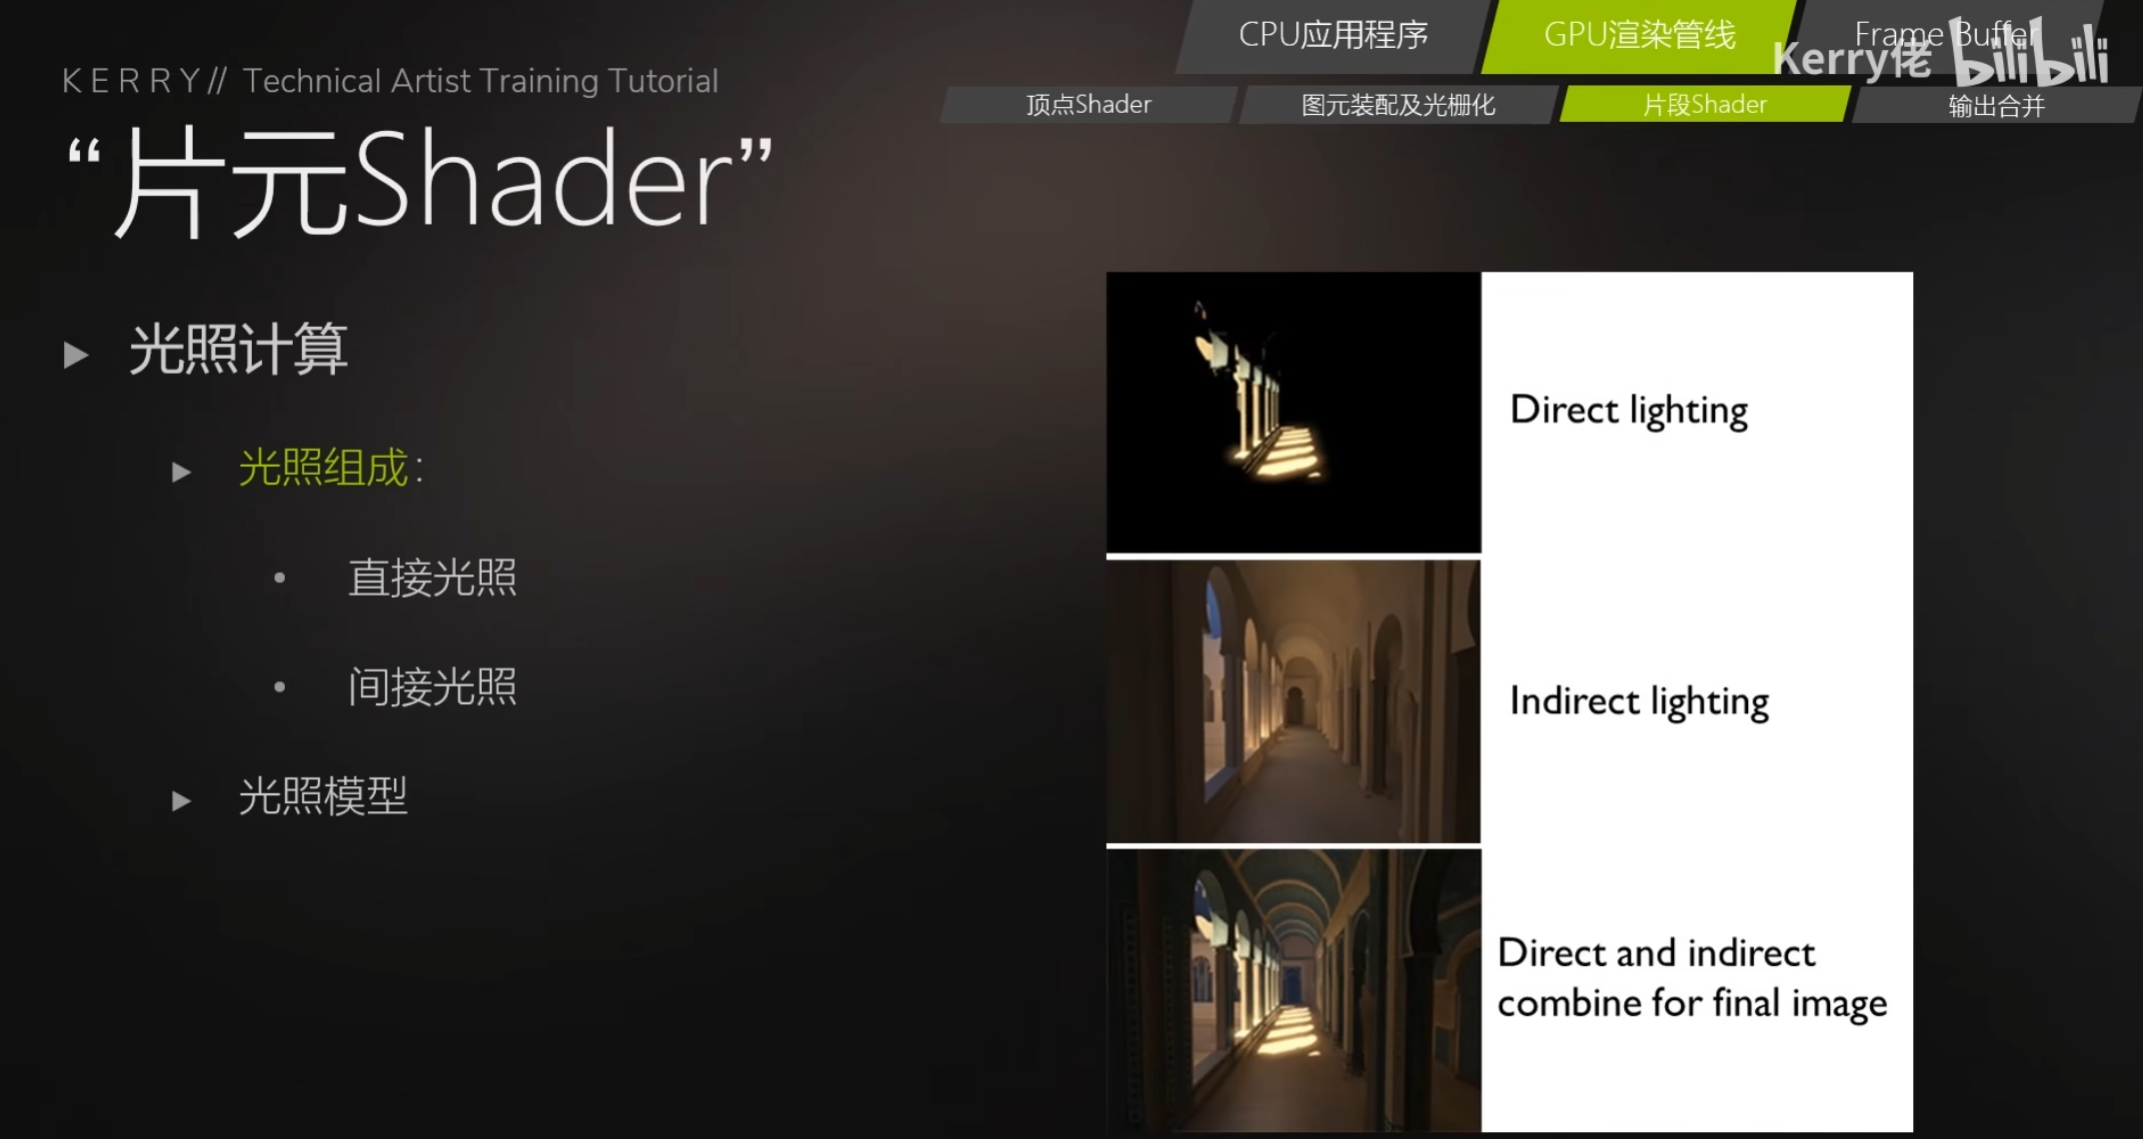 CPU应用程序
GPU渲染管线
Frame Buffer
Kerry佬 bilibili
KERRY// Technical Artist Training Tutorial
顶点Shader
图元装配及光栅化
片段Shader
输出合并
“片元Shader”
光照计算
光照组成：
直接光照
间接光照
光照模型
Direct lighting
Indirect lighting
Direct and indirect
combine for final image